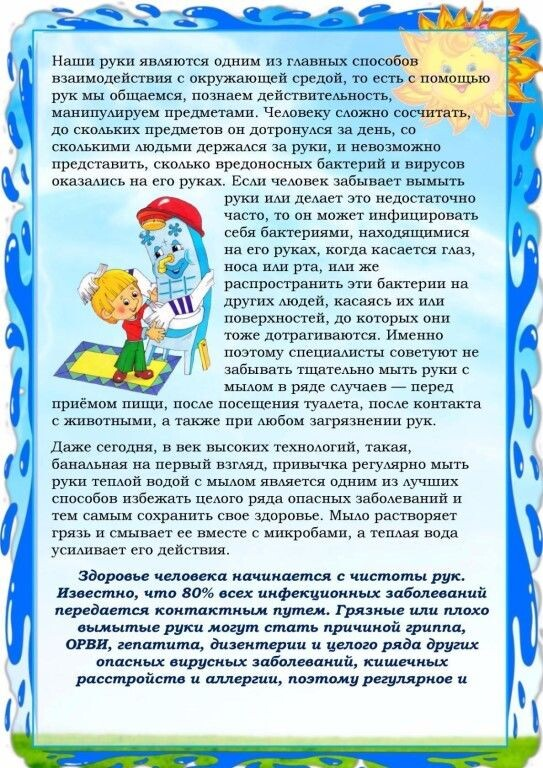 Наши руки являются одним из главных способов
взаимодействия с окружающей средой, то есть с помощью
рук мы общаемся, познаем действительность,
манипулируем предметами. Человеку сложно сосчитать,
до скольких предметов он дотронулся за день, со
сколькими людьми держался за руки, и невозможно
представить, сколько вредоносных бактерий и вирусов
оказались на его руках. Если человек забывает вымыть
руки или делает это недостаточно
часто, то он может инфицировать
себя бактериями, находящимися
на его руках, когда касается глаз,
носа или рта, или же
распространить эти бактерии на
других людей, касаясь их или
поверхностей, до которых они
тоже дотрагиваются. Именно
поэтому специалисты советуют не
забывать тщательно мыть руки с
мылом в ряде случаев — перед
приёмом пищи, после посещения туалета, после контакта
с животными, а также при любом загрязнении рук.
Даже сегодня, в век высоких технологий, такая,
банальная на первый взгляд, привычка регулярно мыть
руки теплой водой с мылом является одним из лучших
способов избежать целого ряда опасных заболеваний и
тем самым сохранить свое здоровье. Мыло растворяет
грязь и смывает ее вместе с микробами, а теплая вода
усиливает его действия.
Здоровье человека начинается с чистоты рук.
Известно, что 80% всех инфекционных заболеваний
передается контактным путем. Грязные или плохо
вымытые руки могут стать причиной гриппа,
ОРВИ, гепатита, дизентерии и целого ряда других
опасных вирусных заболеваний, кишечных
расстройств и аллергии, поэтому регулярное и